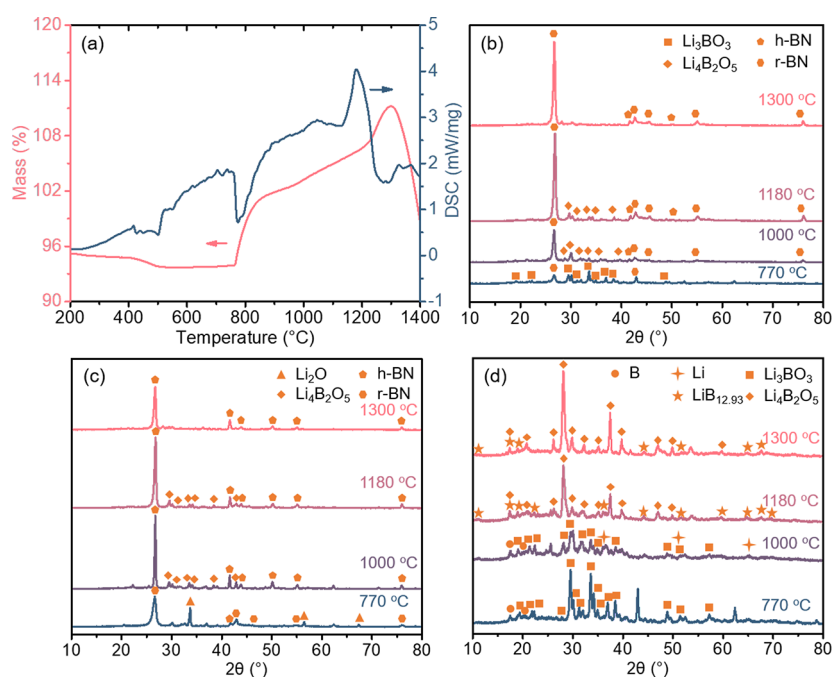 (a)
Mass (%)
120
114
108
102
96
90
DSC (mW/mg)
5
4
3
2
1
0
-1
200 400 600 800 1000 1200 1400
Temperature (°C)
(b)
Li3BO3 h-BN
Li4B2O5 r-BN
1300 °C
1180 °C
1000 °C
770 °C
10 20 30 40 50 60 70 80
2θ (°)
(c)
Li2O h-BN
Li4B2O5 r-BN
1300 °C
1180 °C
1000 °C
770 °C
10 20 30 40 50 60 70 80
2θ (°)
(d)
B Li Li3BO3
LiB12.93 Li4B2O5
1300 °C
1180 °C
1000 °C
770 °C
10 20 30 40 50 60 70 80
2θ (°)